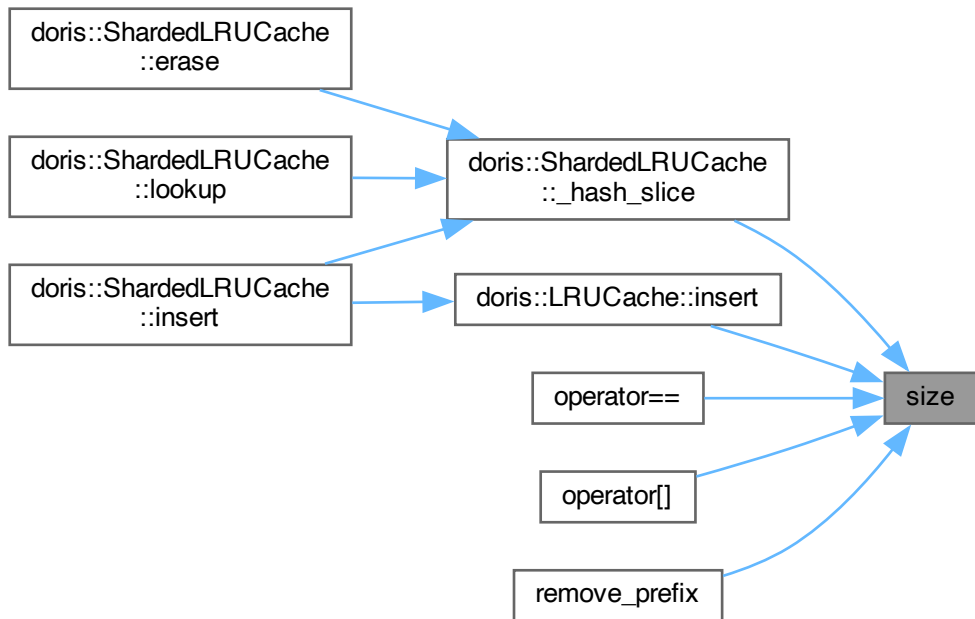 doris::ShardedLRUCache
::erase
doris::ShardedLRUCache
::lookup
doris::ShardedLRUCache
::insert
doris::ShardedLRUCache
::_hash_slice
doris::LRUCache::insert
operator==
operator[]
remove_prefix
size